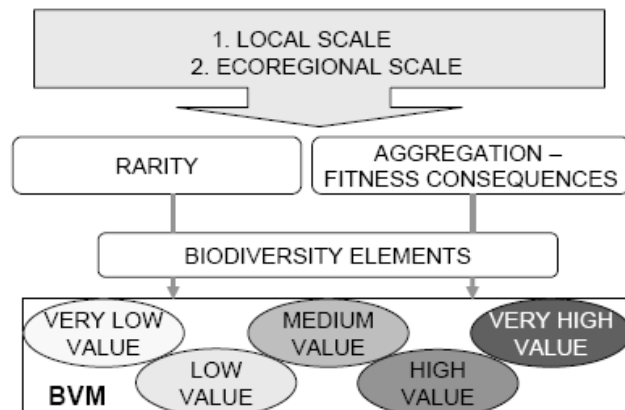 1. LOCAL SCALE
2. ECOREGIONAL SCALE
RARITY
AGGREGATION –
FITNESS CONSEQUENCES
BIODIVERSITY ELEMENTS
VERY LOW
VALUE
LOW
VALUE
MEDIUM
VALUE
HIGH
VALUE
VERY HIGH
VALUE
BVM